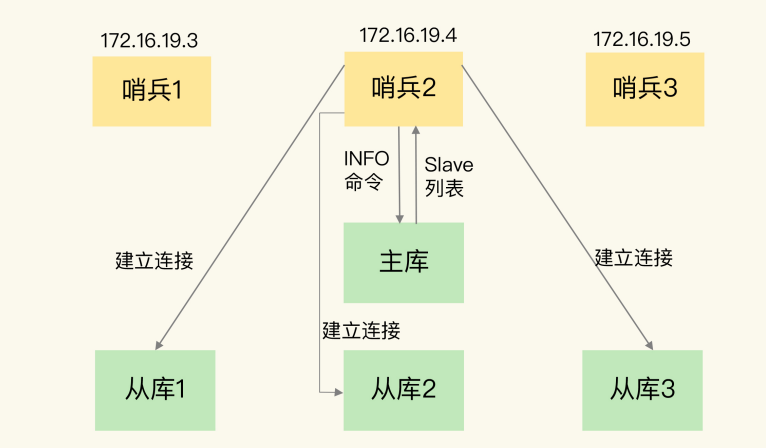 172.16.19.3
172.16.19.4
172.16.19.5
哨兵1
哨兵2
哨兵3
INFO
命令
Slave
列表
主库
建立连接
建立连接
建立连接
从库1
从库2
从库3